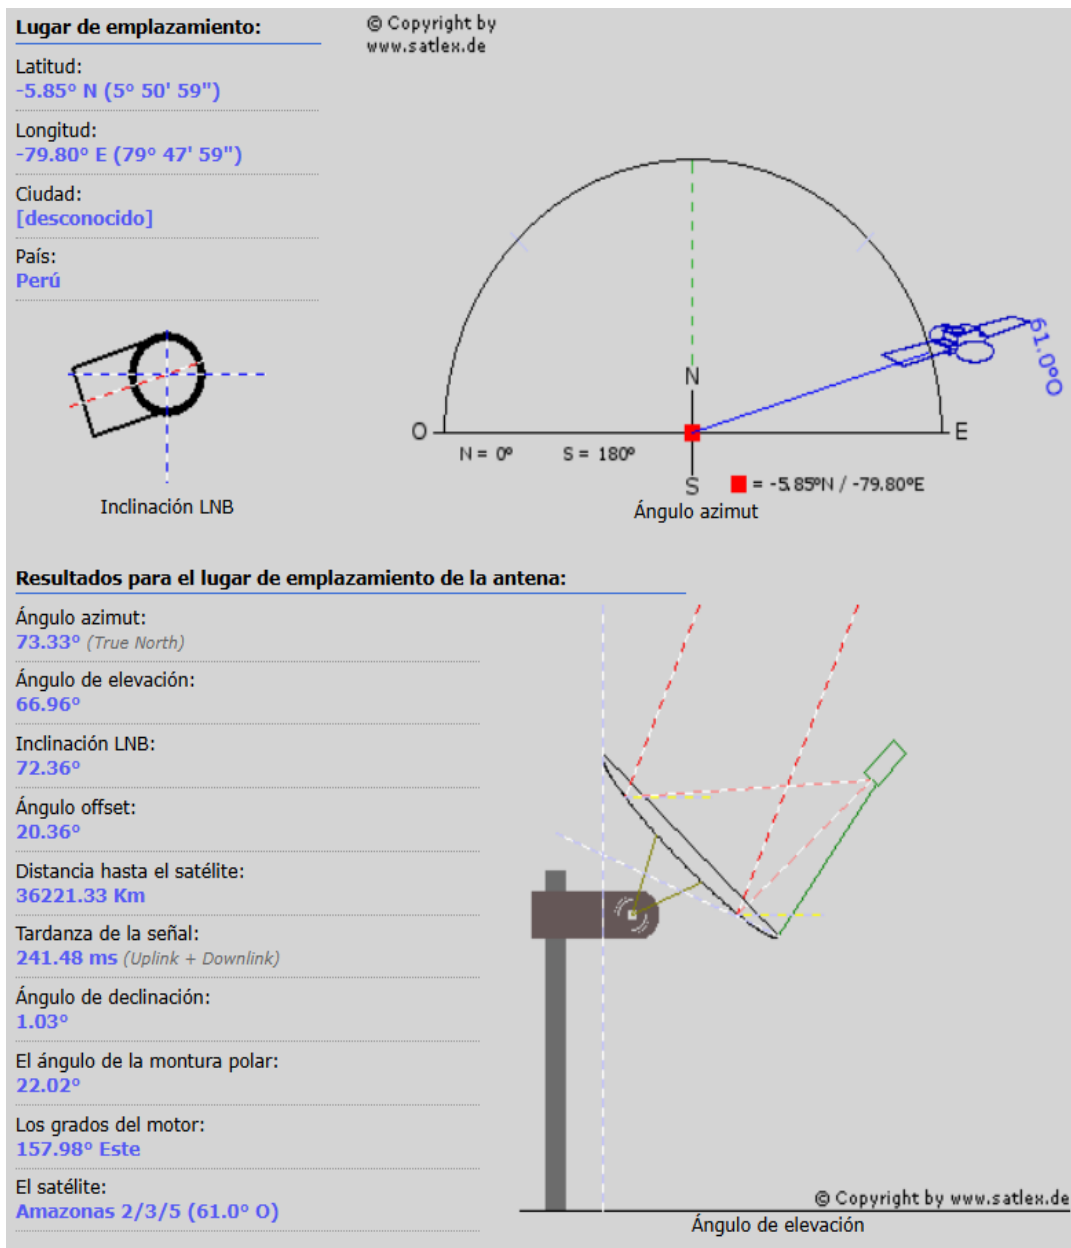 Lugar de emplazamiento:
© Copyright by
www.satlex.de
Latitud:
-5.85° N (5° 50' 59")
Longitud:
-79.80° E (79° 47' 59")
Ciudad:
[desconocido]
País:
Perú
Inclinación LNB
61.0ºO
N
O
E
N = 0º
S = 180º
S
= -5.85ºN / -79.80ºE
Ángulo azimut
Resultados para el lugar de emplazamiento de la antena:
Ángulo azimut:
73.33° (True North)
Ángulo de elevación:
66.96°
Inclinación LNB:
72.36°
Ángulo offset:
20.36°
Distancia hasta el satélite:
36221.33 Km
Tardanza de la señal:
241.48 ms (Uplink + Downlink)
Ángulo de declinación:
1.03°
El ángulo de la montura polar:
22.02°
Los grados del motor:
157.98° Este
El satélite:
Amazonas 2/3/5 (61.0° O)
© Copyright by www.satlex.de
Ángulo de elevación